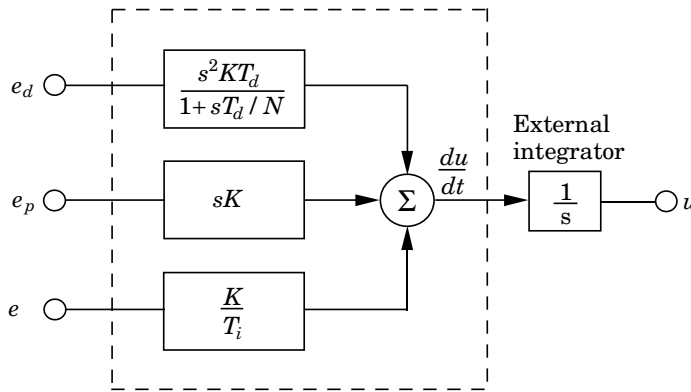 e_d
s^2KT_d
1+sT_d / N
External
integrator
du
dt
e_p
sK
Σ
1
s
u
e
K
T_i